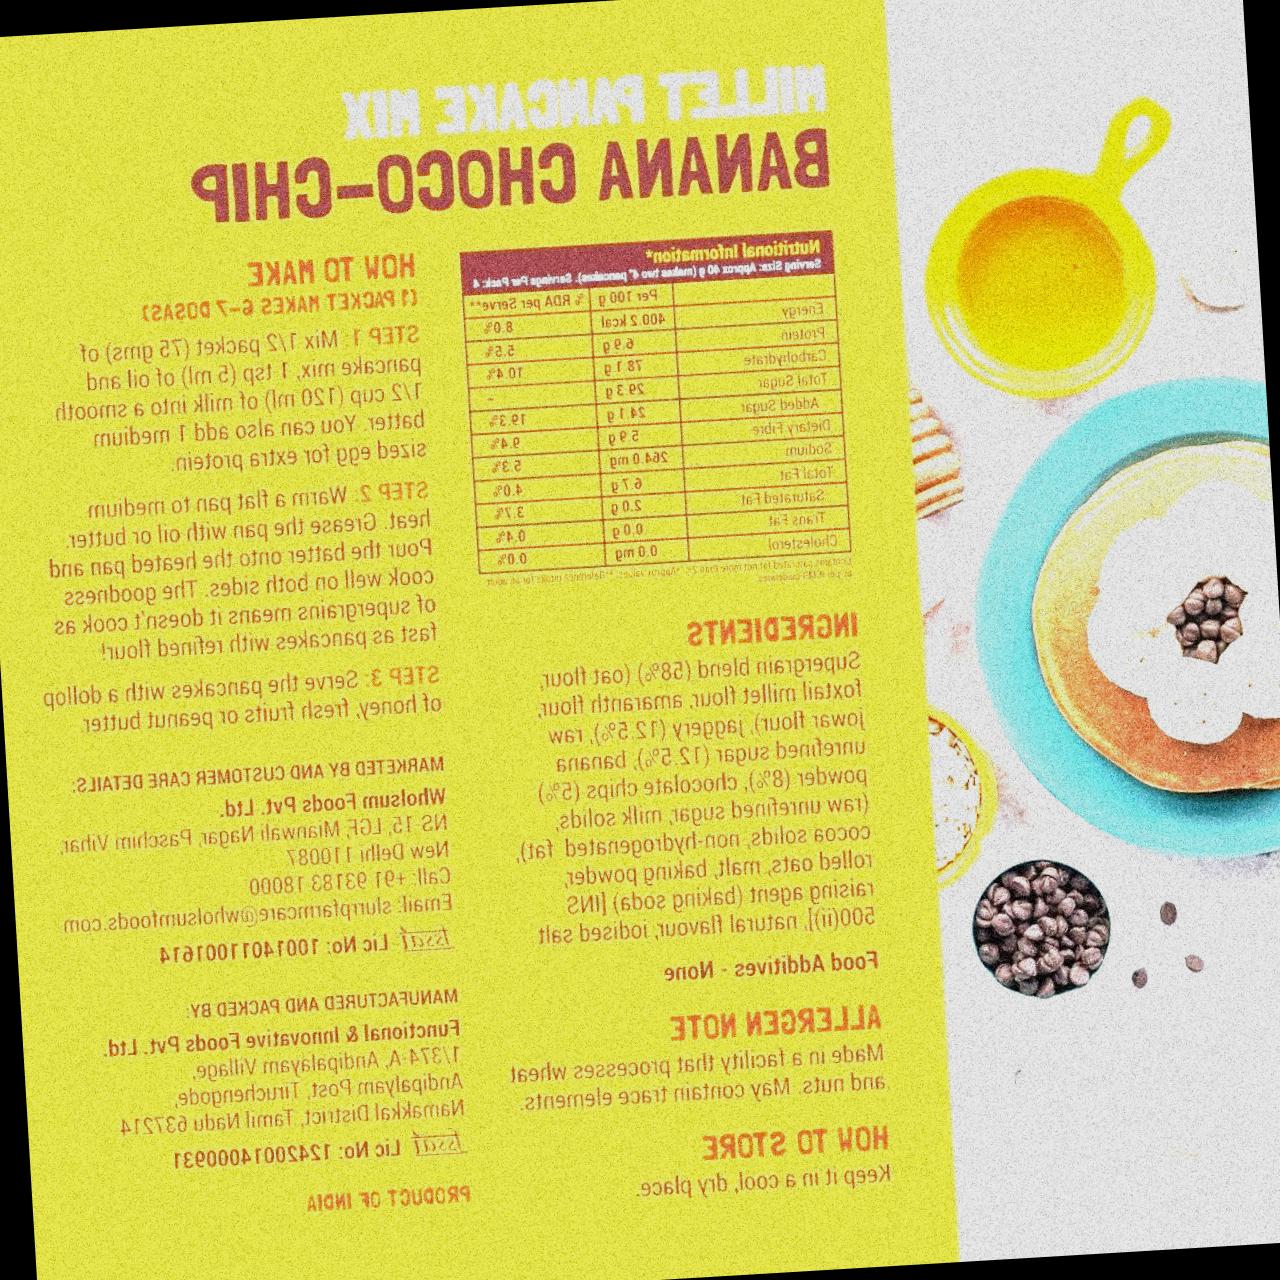 MILLET PANCAKE MIX
BANANA CHOCO-CHIP
Nutritional Information*
Serving Size: Approx 40 g (makes two 4" pancakes). Servings Per Pack: 4
Per 100 g % RDA per Serve**
Energy 400.2 kcal 8.0%
Protein 6.9 g 5.5%
Carbohydrate 78.1 g 10.4%
Total Sugar 29.3 g -
Added Sugar 24.1 g 19.3%
Dietary Fibre 5.9 g 9.4%
Sodium 264.0 mg 5.3%
Total Fat 6.7 g 4.0%
Saturated Fat 2.0 g 3.7%
Trans Fat 0.0 g 0.4%
Cholesterol 0.0 mg 0.0%
INGREDIENTS
Supergrain blend (58%) (oat flour,
foxtail millet flour, amaranth flour,
jowar flour), jaggery (12.5%), raw
unrefined sugar (12.5%), banana
powder (8%), chocolate chips (5%)
(raw unrefined sugar, milk solids,
cocoa solids, non-hydrogenated fat),
rolled oats, malt, baking powder,
raising agent (baking soda) [INS
500(ii)], natural flavour, iodised salt
Food Additives - None
ALLERGEN NOTE
Made in a facility that processes wheat
and nuts. May contain trace elements.
HOW TO STORE
Keep it in a cool, dry place.
HOW TO MAKE
(1 PACKET MAKES 6-7 DOSAS)
STEP 1: Mix 1/2 packet (75 gms) of
pancake mix, 1 tsp (5 ml) of oil and
1/2 cup (120 ml) of milk into a smooth
batter. You can also add 1 medium
sized egg for extra protein.
STEP 2: Warm a flat pan to medium
heat. Grease the pan with oil or butter.
Pour the batter onto the heated pan and
cook well on both sides. The goodness
of supergrains means it doesn't cook as
fast as pancakes with refined flour!
STEP 3: Serve the pancakes with a dollop
of honey, fresh fruits or peanut butter.
MARKETED BY AND CUSTOMER CARE DETAILS:
Wholsum Foods Pvt. Ltd.
NS 15, LGF, Mianwali Nagar, Paschim Vihar,
New Delhi 110087
Call: +91 93183 18000
Email: slurrpfarmcare@wholsumfoods.com
fssai Lic No: 10014011001614
MANUFACTURED AND PACKED BY:
Functional & Innovative Foods Pvt. Ltd.
1/374-A, Andipalayam Village,
Andipalyam Post, Tiruchengode,
Namakkal District, Tamil Nadu 637214
fssai Lic No: 12420014000931
PRODUCT OF INDIA